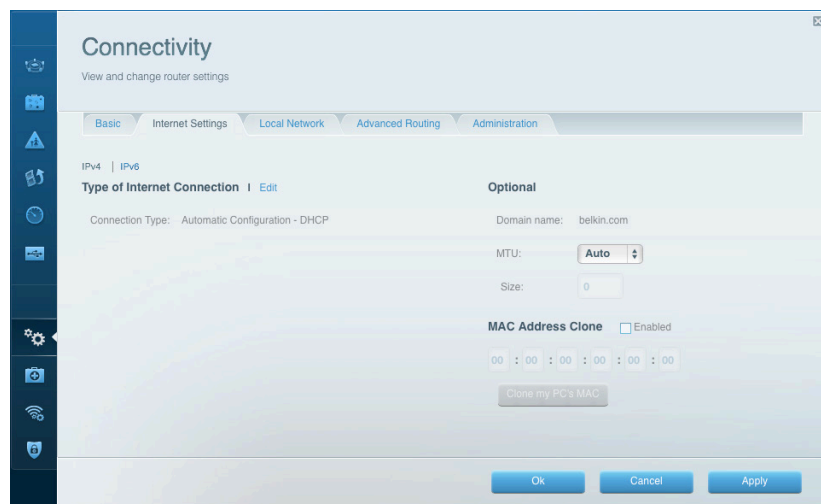 Connectivity
View and change router settings
Basic
Internet Settings
Local Network
Advanced Routing
Administration
IPv4 | IPv6
Type of Internet Connection | Edit
Connection Type: Automatic Configuration - DHCP
Optional
Domain name: belkin.com
MTU: Auto
Size: 0
MAC Address Clone Enabled
00 : 00 : 00 : 00 : 00 : 00
Clone my PC's MAC
Ok
Cancel
Apply